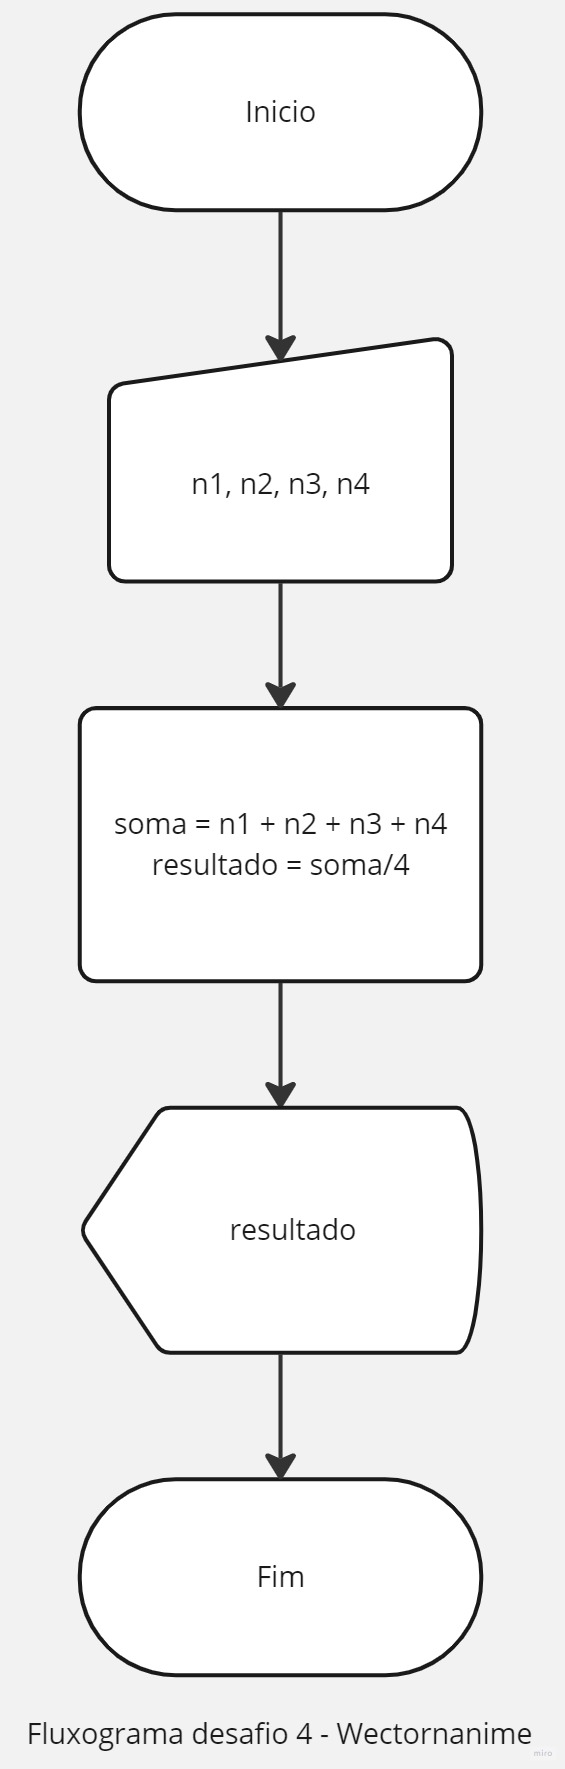 Inicio
n1, n2, n3, n4
soma = n1 + n2 + n3 + n4
resultado = soma/4
resultado
Fim
Fluxograma desafio 4 - Wectornanime
miro